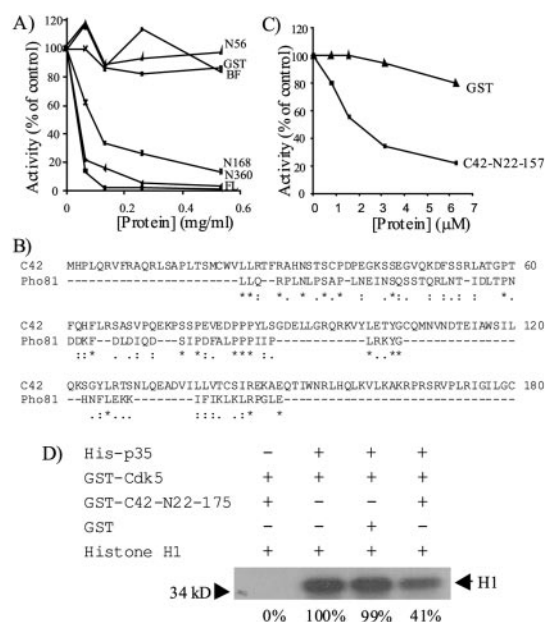 A)
C)
Activity (% of control)
120
100
80
60
40
20
0
N56
GST
BF
N168
N360
FL
0.0
0.2
0.4
0.6
[Protein] (mg/ml)
Activity (% of control)
120
100
80
60
40
20
0
GST
C42-N22-157
0 1 2 3 4 5 6 7
[Protein] (μM)
B)
C42 MHPLQRVFRAQRLSAPLTSMCWVLLRTFRAHNSTSCPDPEGKSSEGVQKDFSSRLATGPT 60
Pho81 LLQ--RPLNLPSAP-LNEINSQSSTQRLNT-IDLTPN
C42 FQHFLRSASVPQEKPSSPEVEDPPPYLSGDELLGRQRKVYLETYGCQMNVNDTEIAWSIL 120
Pho81 DDKF--DLDIQD---SIPDFALPPPIIP----------LRKYG-----------------
C42 QKSGYLRTSNLQEADVILLVTCSIREKAEQTIWNRLHQLKVLKAKRPRSRVPLRIGILGC 180
Pho81 --HNFLEKK-------IFIKLKLRPGLE--------------------------------
D)
His-p35 – + + +
GST-Cdk5 + + + +
GST-C42-N22-175 + – – +
GST – – + –
Histone H1 + + + +
34 kD
H1
0% 100% 99% 41%